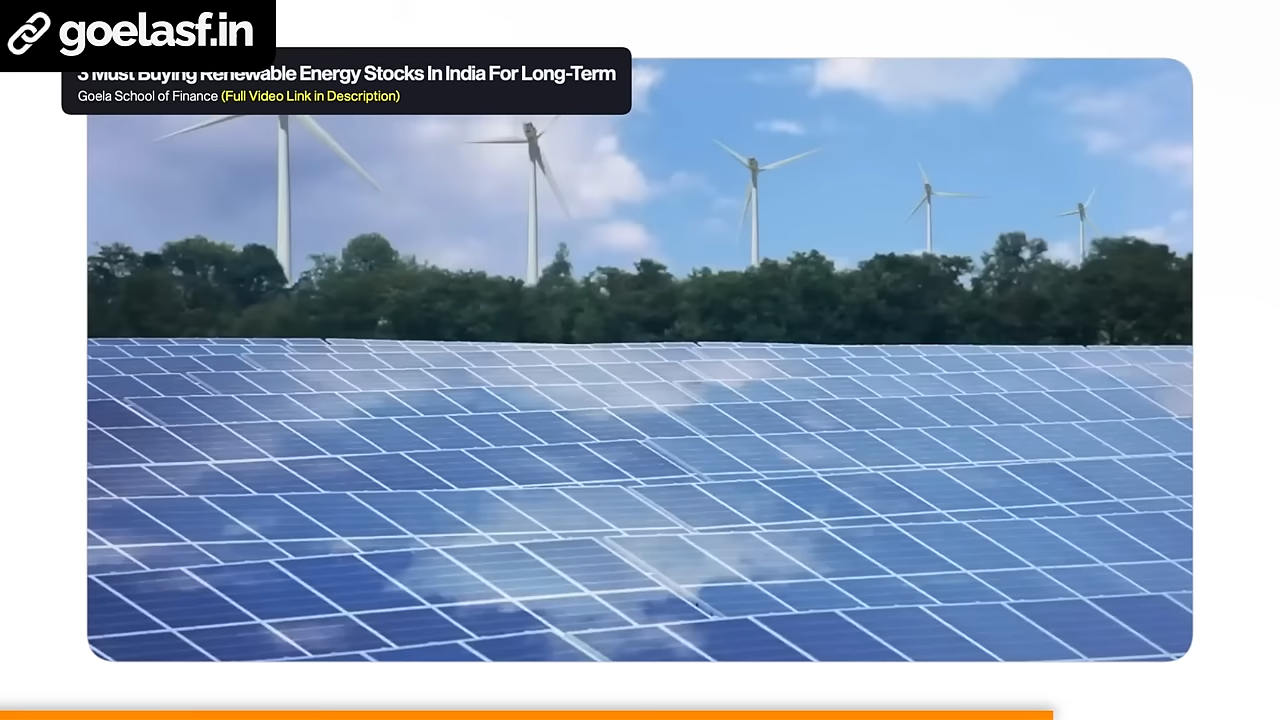 goelasf.in
3 Must Buying Renewable Energy Stocks In India For Long-Term
Goela School of Finance (Full Video Link in Description)